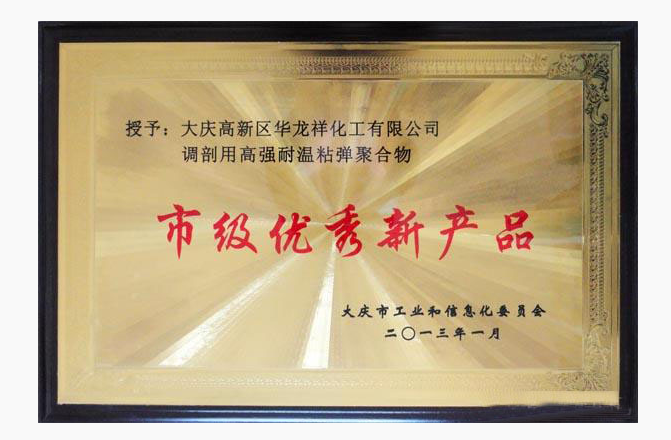 授予：大庆高新区华龙祥化工有限公司
调剖用高强耐温粘弹聚合物
市级优秀新产品
大庆市工业和信息化委员会
二〇一三年一月